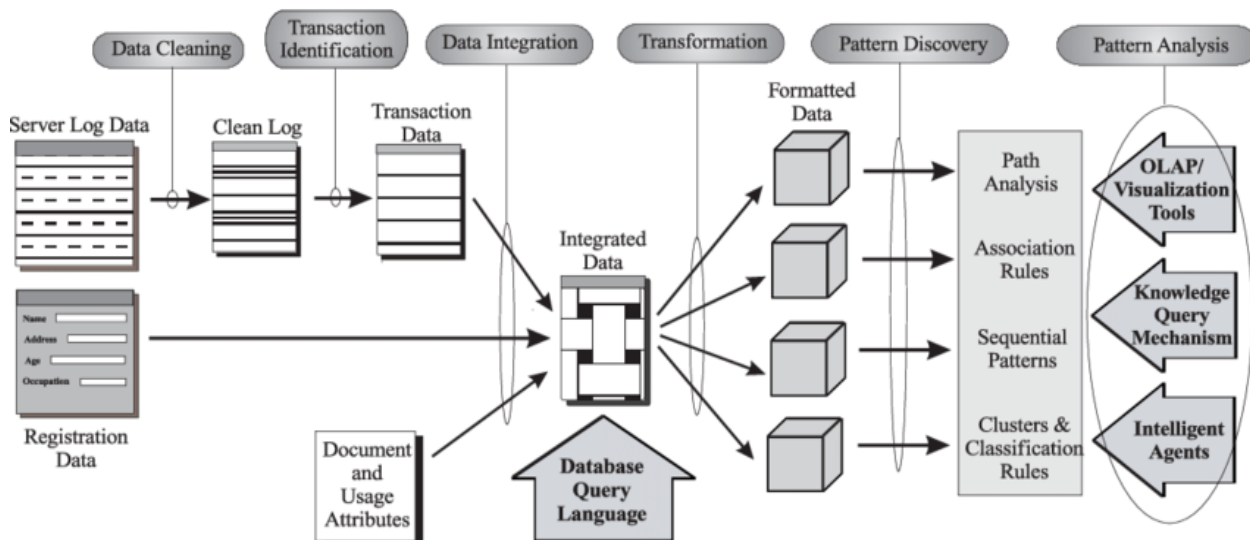 Data Cleaning
Transaction
Identification
Data Integration
Transformation
Pattern Discovery
Pattern Analysis
Server Log Data
Clean Log
Transaction
Data
Formatted
Data
Integrated
Data
Path
Analysis
Association
Rules
Sequential
Patterns
Clusters &
Classification
Rules
OLAP/
Visualization
Tools
Knowledge
Query
Mechanism
Intelligent
Agents
Name
Address
Age
Occupation
Registration
Data
Document
and
Usage
Attributes
Database
Query
Language